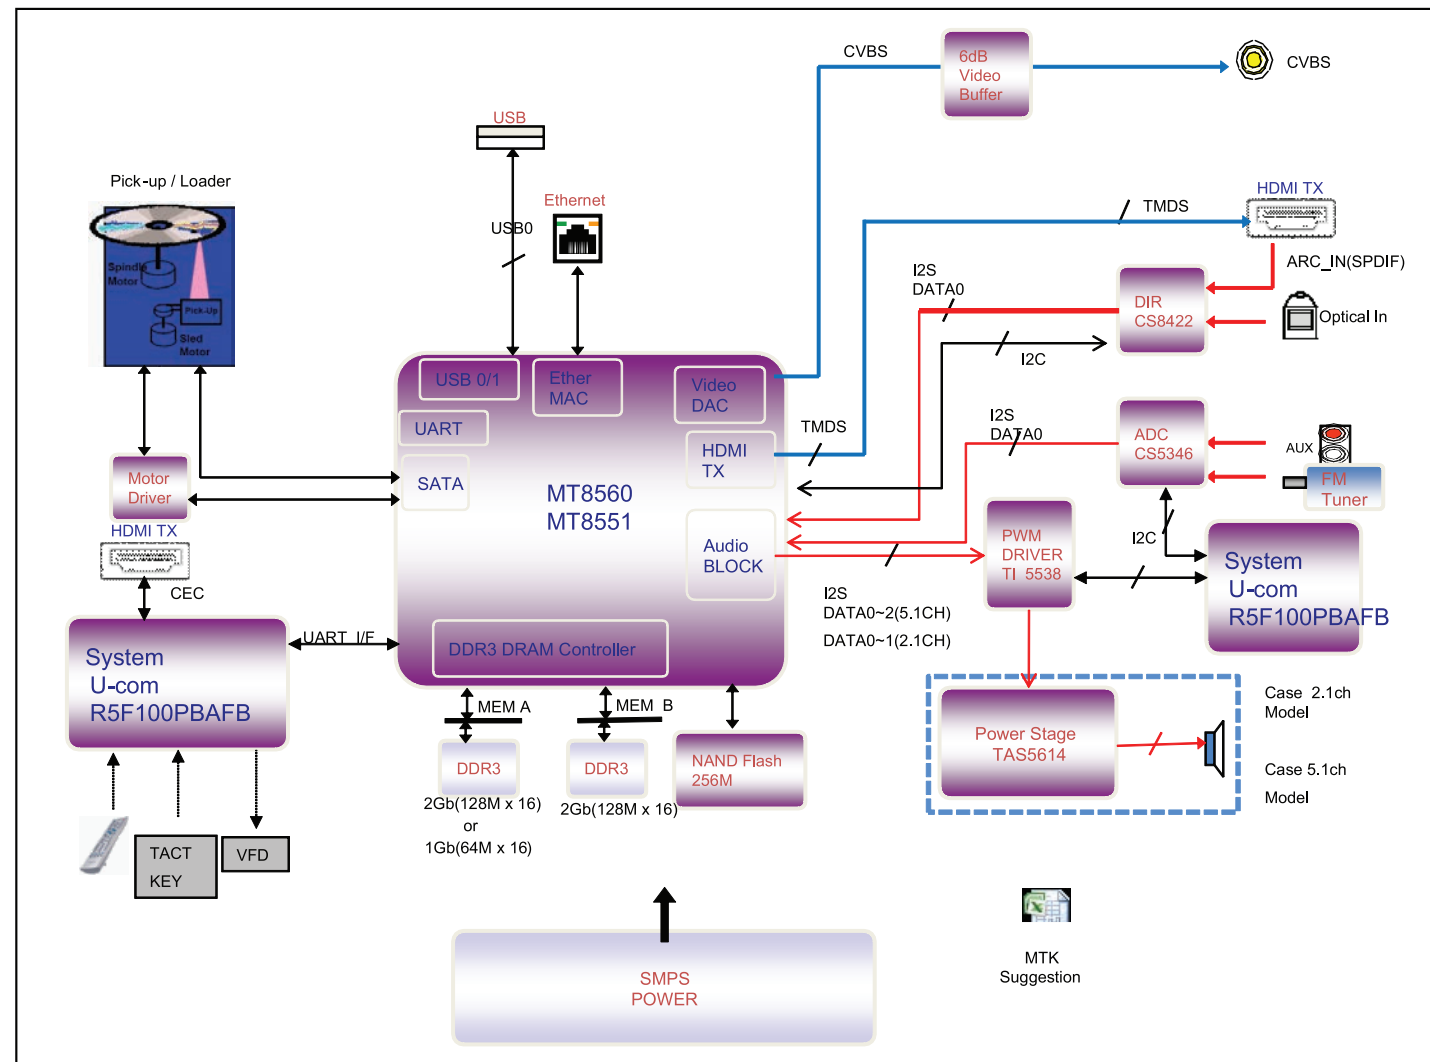 CVBS
6dB
Video
Buffer
CVBS
USB
Pick-up / Loader
HDMI TX
Ethernet
TMDS
USB0
Spindle
Motor
Pick-Up
Sled
Motor
ARC_IN(SPDIF)
I2S
DATA0
DIR
CS8422
Optical In
I2C
USB 0/1
Ether
MAC
Video
DAC
UART
I2S
DATA0
TMDS
ADC
CS5346
AUX
HDMI
TX
SATA
Motor
Driver
FM
Tuner
MT8560
MT8551
HDMI TX
Audio
BLOCK
PWM
DRIVER
TI 5538
I2C
System
U-com
R5F100PBAFB
CEC
I2S
DATA0~2(5.1CH)
DATA0~1(2.1CH)
UART I/F
DDR3 DRAM Controller
System
U-com
R5F100PBAFB
MEM A
MEM B
Case 2.1ch
Model
Power Stage
TAS5614
DDR3
DDR3
NAND Flash
256M
Case 5.1ch
Model
2Gb(128M x 16)
or
1Gb(64M x 16)
2Gb(128M x 16)
TACT
KEY
VFD
MTK
Suggestion
SMPS
POWER